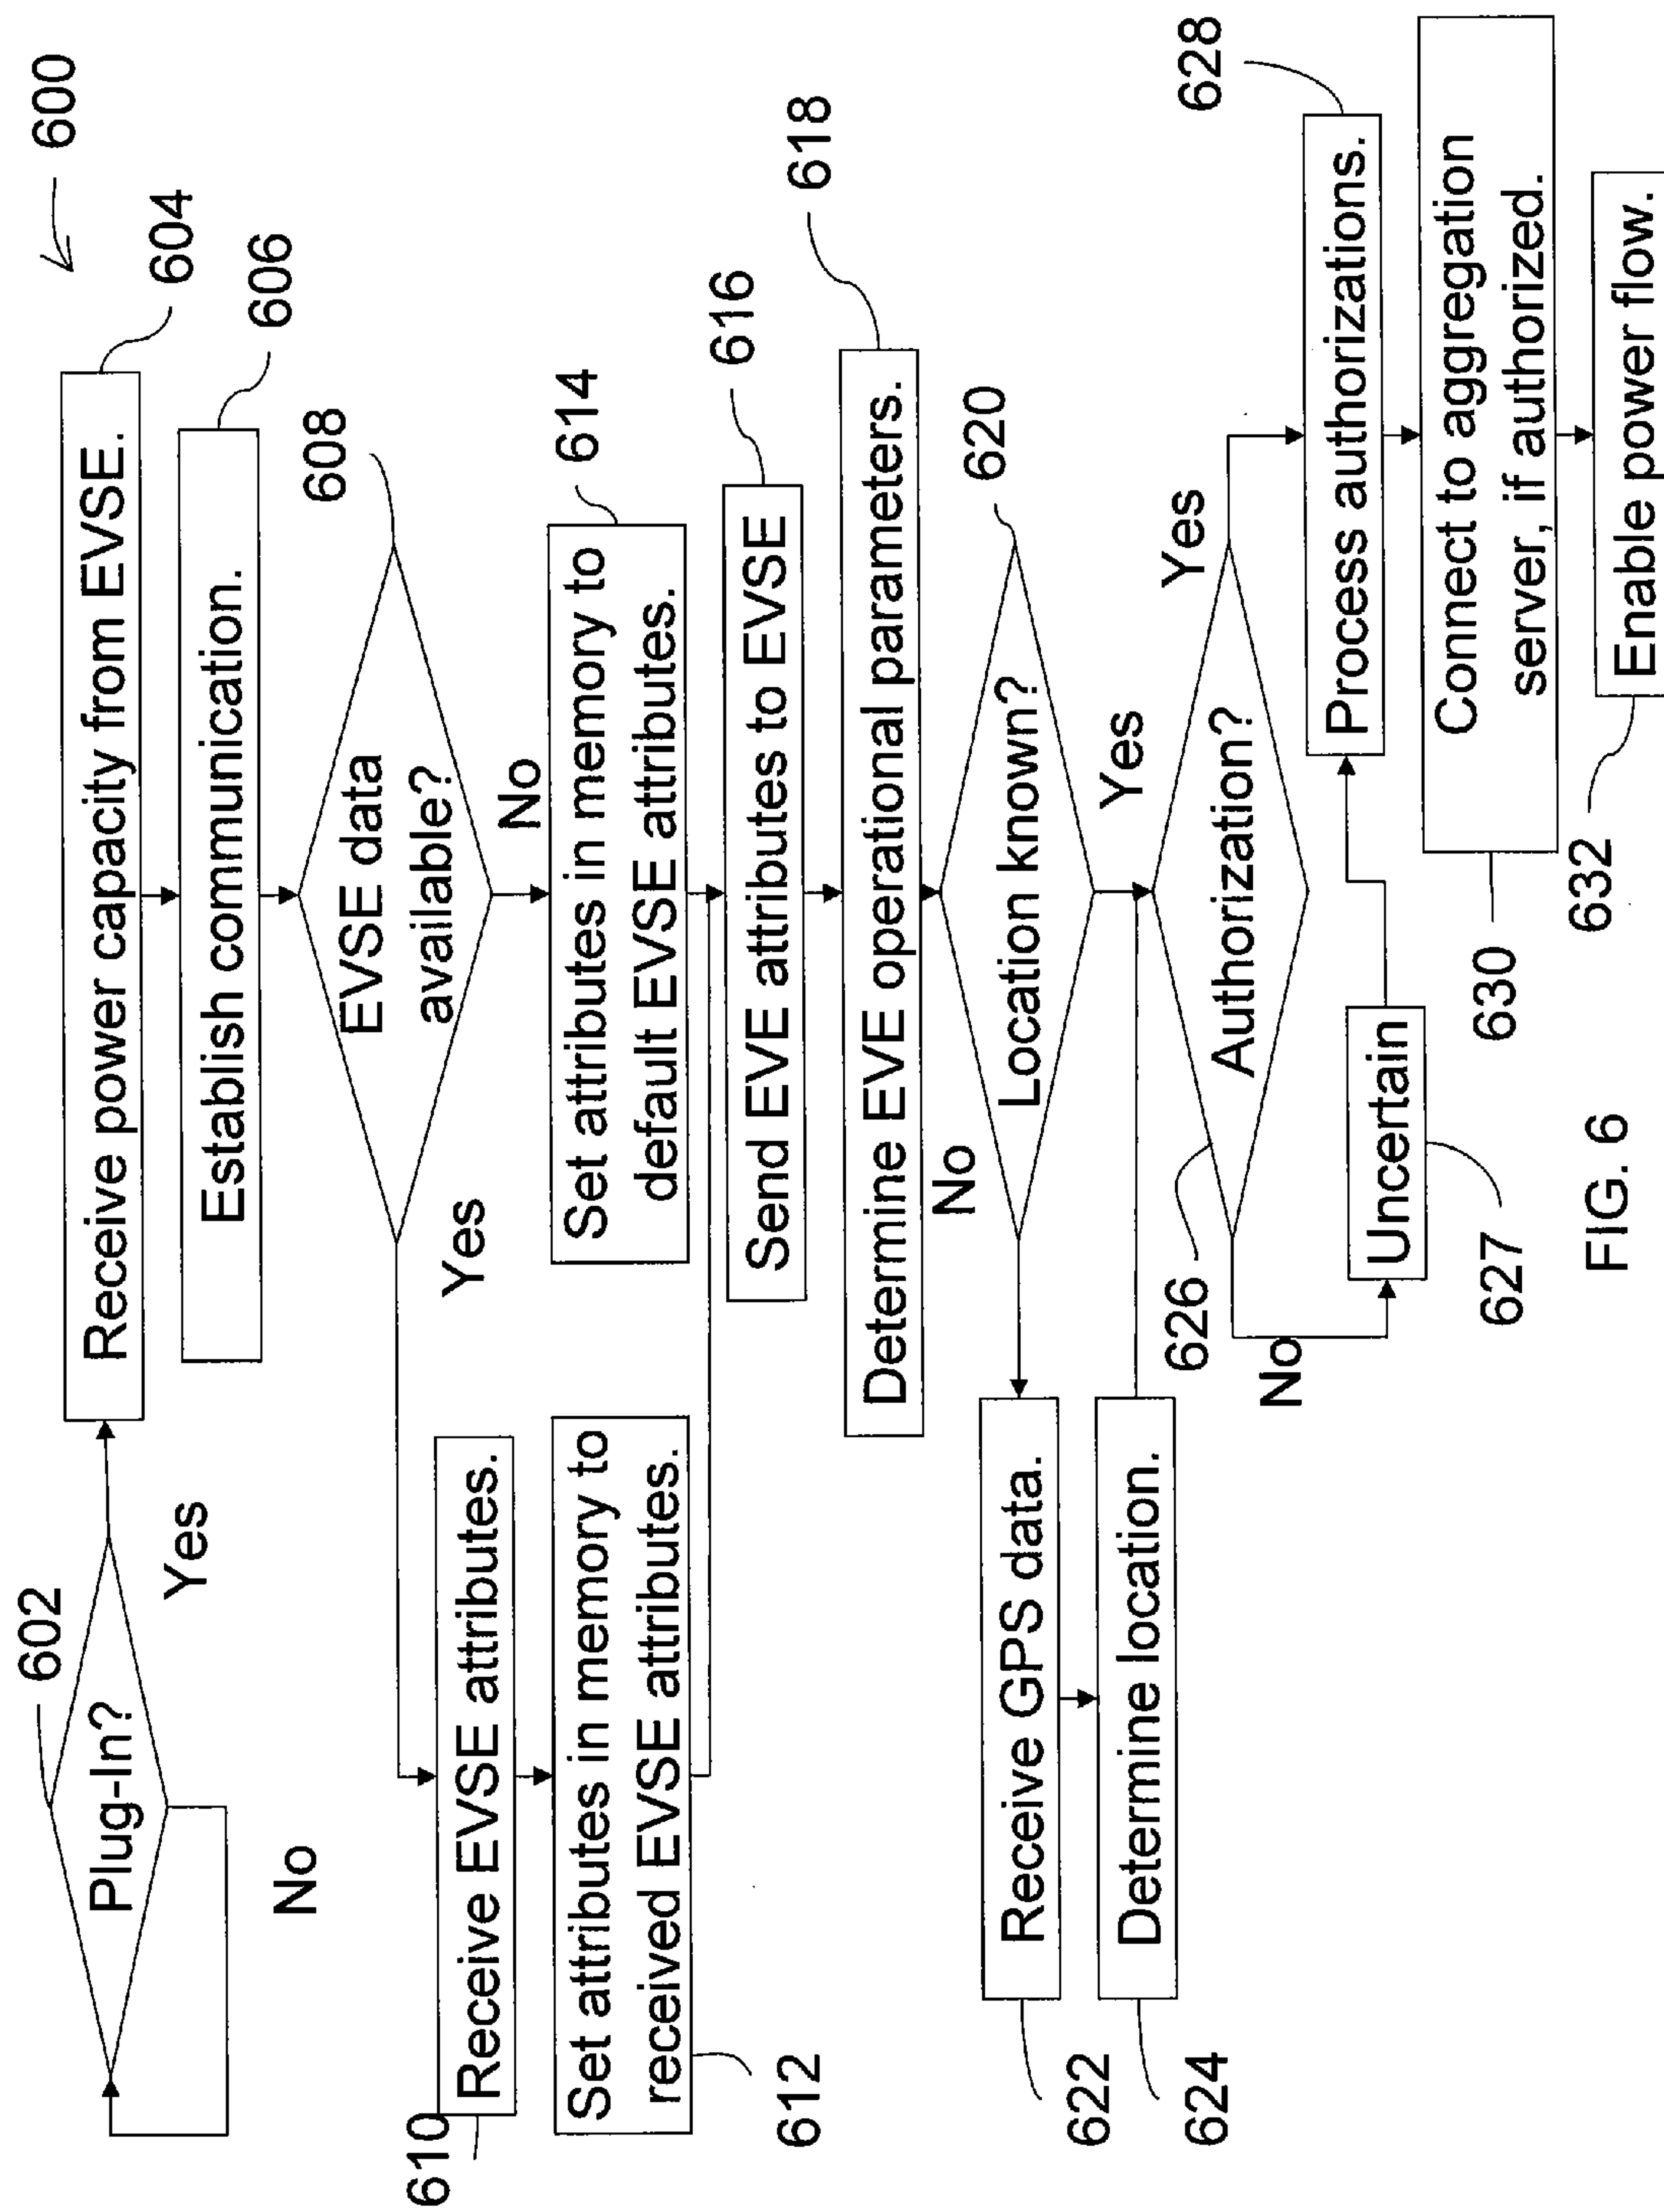 600
602
Plug-In?
Yes
No
Receive power capacity from EVSE.
604
Establish communication.
606
EVSE data
available?
608
Yes
No
610
Receive EVSE attributes.
Set attributes in memory to
received EVSE attributes.
612
Set attributes in memory to
default EVSE attributes.
614
Send EVE attributes to EVSE
616
Determine EVE operational parameters.
618
Location known?
620
No
Yes
Receive GPS data.
622
Determine location.
624
Authorization?
626
Yes
No
Uncertain
627
Process authorizations.
628
Connect to aggregation
server, if authorized.
630
Enable power flow.
632
FIG. 6